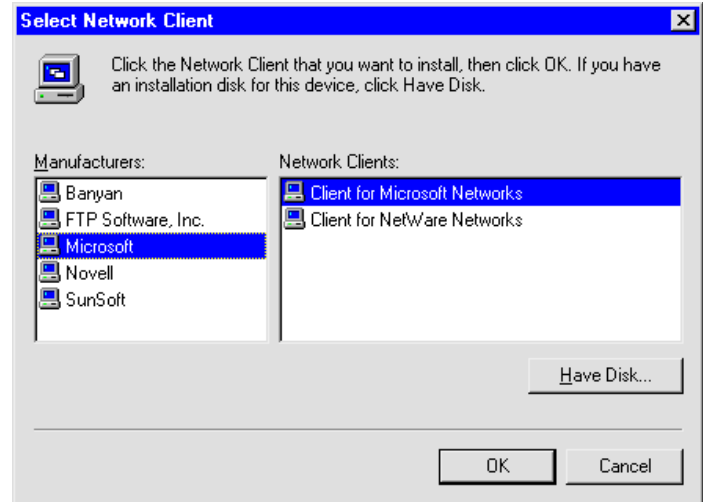 Select Network Client
Click the Network Client that you want to install, then click OK. If you have
an installation disk for this device, click Have Disk.
Manufacturers:
Banyan
FTP Software, Inc.
Microsoft
Novell
SunSoft
Network Clients:
Client for Microsoft Networks
Client for NetWare Networks
Have Disk...
OK
Cancel